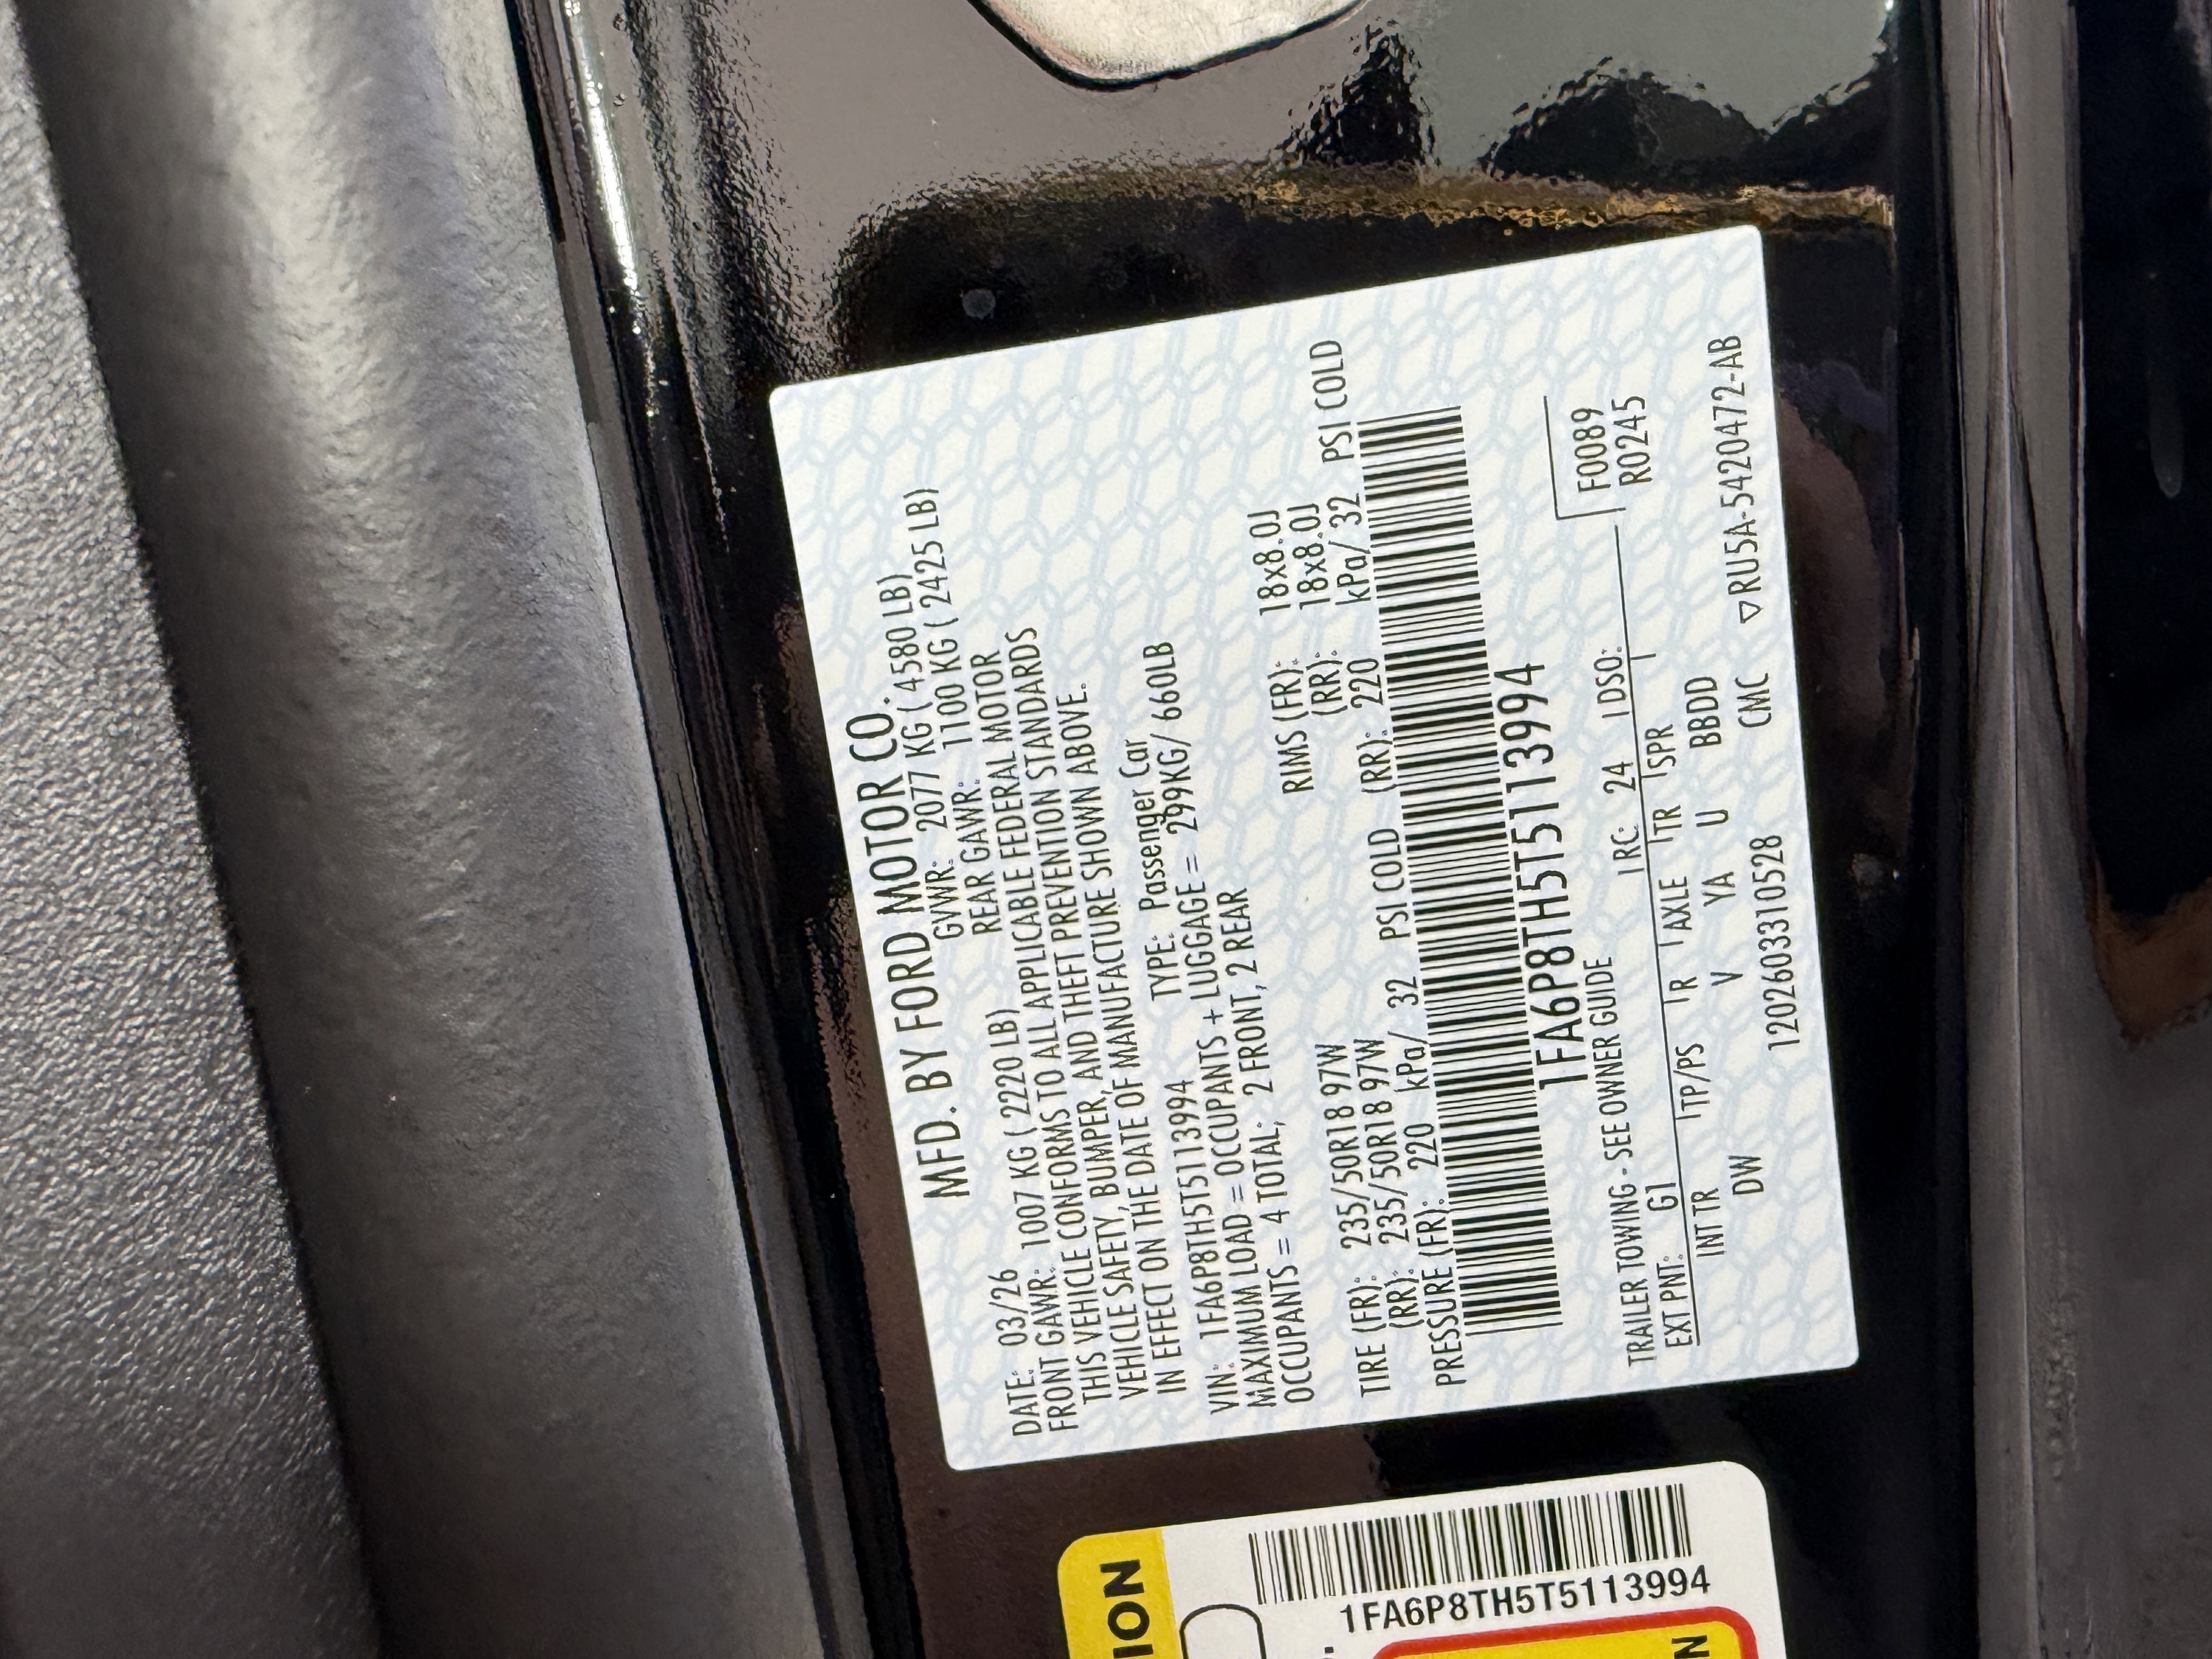 MFD. BY FORD MOTOR CO.
DATE: 03/26 GVWR: 2077 KG ( 4580 LB)
FRONT GAWR: 1007 KG ( 2220 LB) REAR GAWR: 1100 KG ( 2425 LB)
THIS VEHICLE CONFORMS TO ALL APPLICABLE FEDERAL MOTOR
VEHICLE SAFETY, BUMPER, AND THEFT PREVENTION STANDARDS
IN EFFECT ON THE DATE OF MANUFACTURE SHOWN ABOVE.
VIN: 1FA6P8TH5T5113994 TYPE: Passenger Car
MAXIMUM LOAD = OCCUPANTS + LUGGAGE = 299KG/ 660LB
OCCUPANTS = 4 TOTAL; 2 FRONT, 2 REAR
TIRE (FR): 235/50R18 97W RIMS (FR): 18x8.0J
(RR): 235/50R18 97W (RR): 18x8.0J
PRESSURE (FR): 220 kPa/ 32 PSI COLD (RR): 220 kPa/ 32 PSI COLD
1FA6P8TH5T5113994
TRAILER TOWING - SEE OWNER GUIDE
F0089
R0245
EXT PNT: G1 RC: 24 DSO:
INT TR TP/PS R AXLE TR SPR
DW V YA U BBDD
12026033310528 CMC ▽RU5A-5420472-AB
ION
1FA6P8TH5T5113994